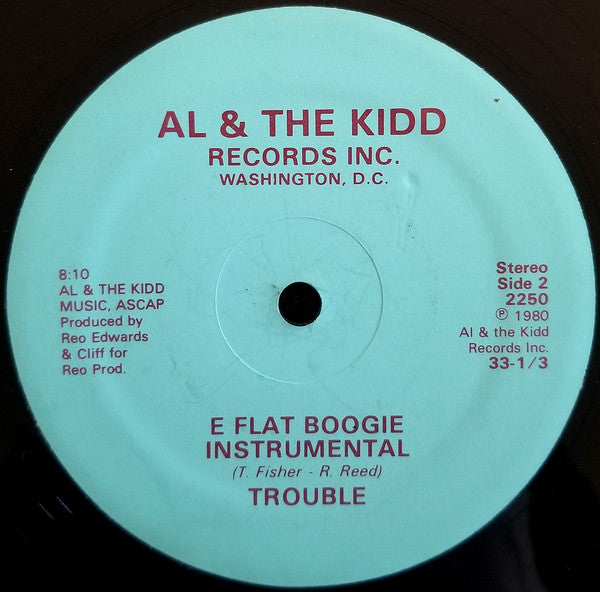 AL & THE KIDD
RECORDS INC.
WASHINGTON, D.C.
8:10
AL & THE KIDD
MUSIC, ASCAP
Produced by
Reo Edwards
& Cliff for
Reo Prod.
Stereo
Side 2
2250
℗ 1980
Al & the Kidd
Records Inc.
33-1/3
E FLAT BOOGIE
INSTRUMENTAL
(T. Fisher - R. Reed)
TROUBLE